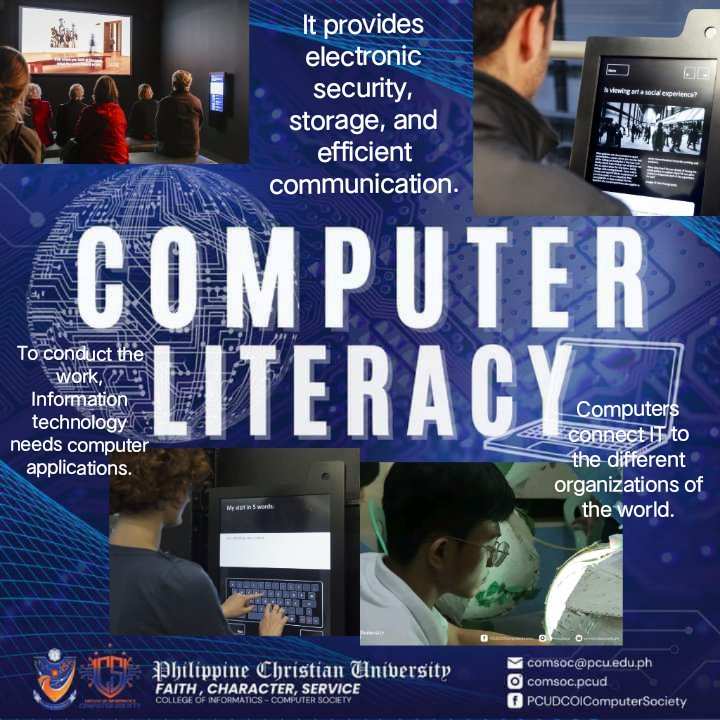 It provides
electronic
security,
storage, and
efficient
communication.
Is viewing art a social experience?
COMPUTER
LITERACY
To conduct the
work,
Information
technology
needs computer
applications.
Computers
connect IT to
the different
organizations of
the world.
My visit in 5 words:
Philippine Christian University
FAITH, CHARACTER, SERVICE
COLLEGE OF INFORMATICS - COMPUTER SOCIETY
comsoc@pcu.edu.ph
comsoc.pcud
PCUDCOIComputerSociety